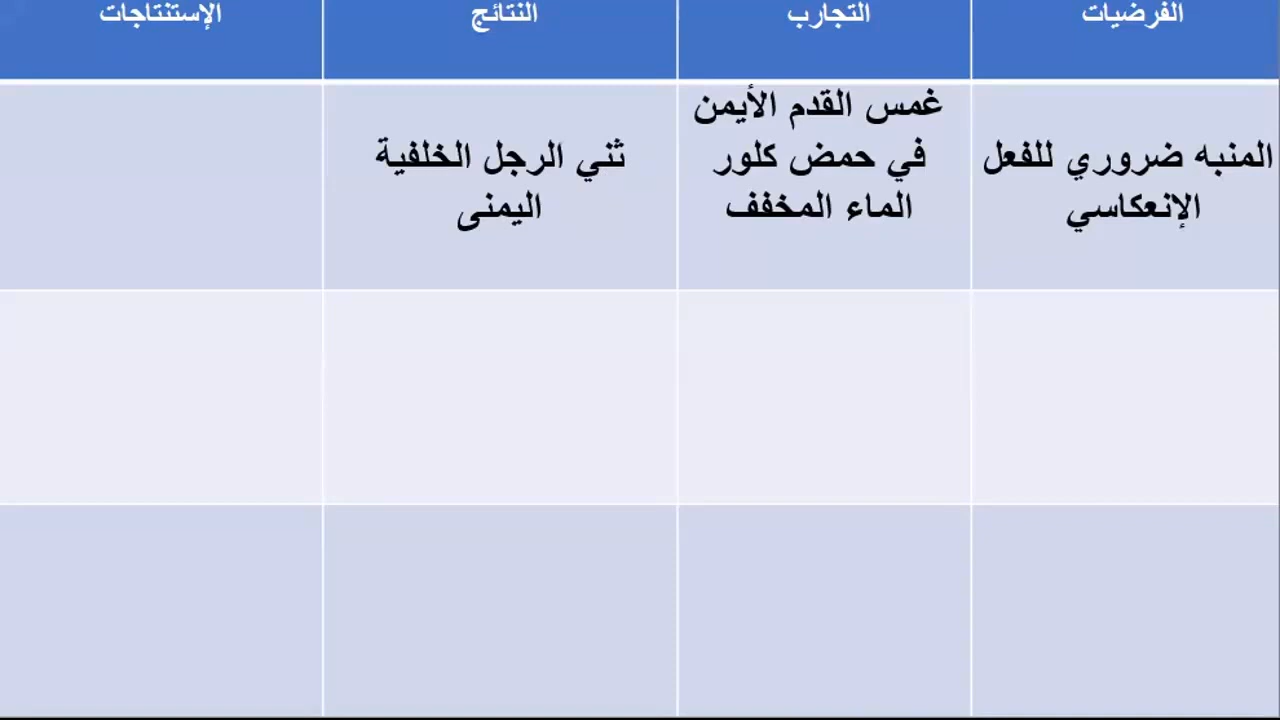 الفرضيات
التجارب
النتائج
الإستنتاجات
المنبه ضروري للفعل
الإنعكاسي
غمس القدم الأيمن
في حمض كلور
الماء المخفف
ثني الرجل الخلفية
اليمنى